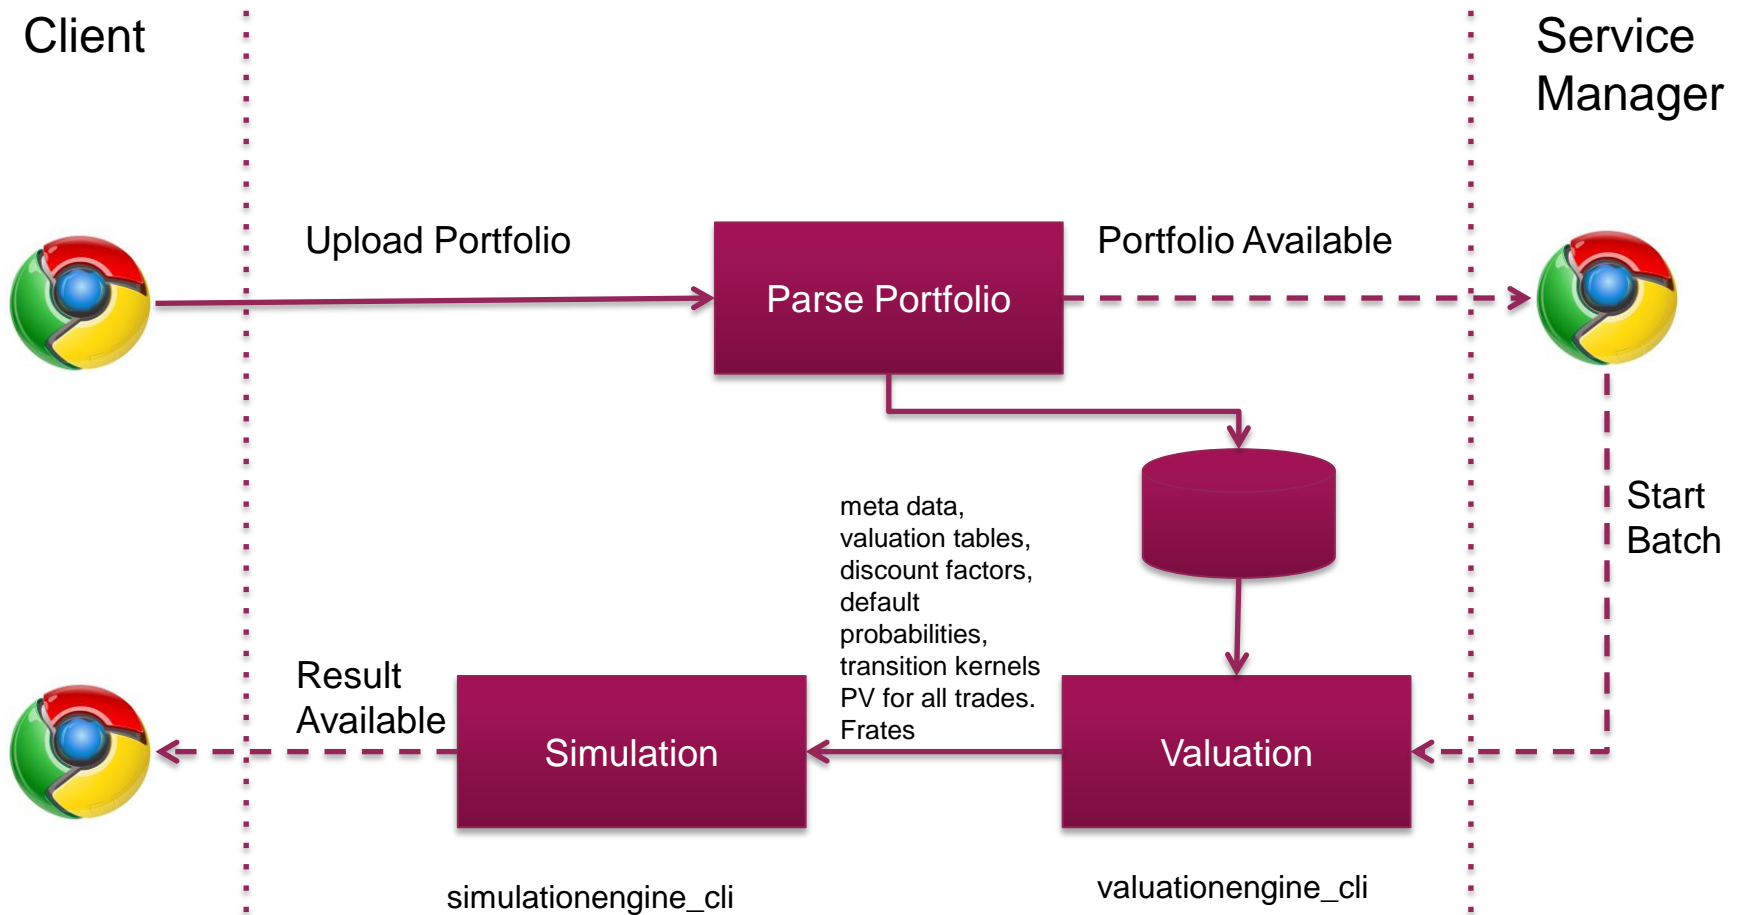 Client
Service
Manager
Upload Portfolio
Portfolio Available
Parse Portfolio
meta data,
valuation tables,
discount factors,
default
probabilities,
transition kernels
PV for all trades.
Frates
Start
Batch
Result
Available
Simulation
Valuation
simulationengine_cli
valuationengine_cli